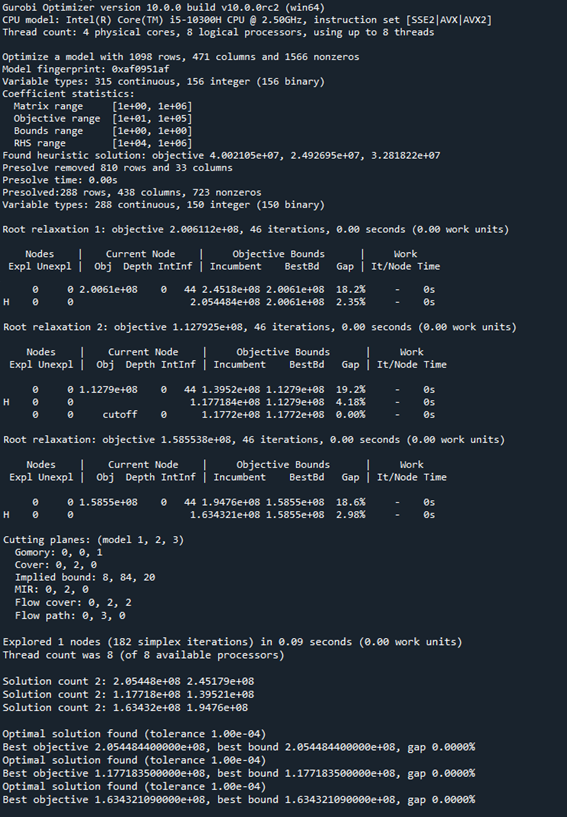 Gurobi Optimizer version 10.0.0 build v10.0.0rc2 (win64)
CPU model: Intel(R) Core(TM) i5-10300H CPU @ 2.50GHz, instruction set [SSE2|AVX|AVX2]
Thread count: 4 physical cores, 8 logical processors, using up to 8 threads
Optimize a model with 1098 rows, 471 columns and 1566 nonzeros
Model fingerprint: 0xaf0951af
Variable types: 315 continuous, 156 integer (156 binary)
Coefficient statistics:
Matrix range [1e+00, 1e+06]
Objective range [1e+01, 1e+05]
Bounds range [1e+00, 1e+00]
RHS range [1e+04, 1e+06]
Found heuristic solution: objective 4.002105e+07, 2.492695e+07, 3.281822e+07
Presolve removed 810 rows and 33 columns
Presolve time: 0.00s
Presolved:288 rows, 438 columns, 723 nonzeros
Variable types: 288 continuous, 150 integer (150 binary)
Root relaxation 1: objective 2.006112e+08, 46 iterations, 0.00 seconds (0.00 work units)
Nodes | Current Node | Objective Bounds | Work
Expl Unexpl | Obj Depth IntInf | Incumbent BestBd Gap | It/Node Time
0 0 2.0061e+08 0 44 2.4518e+08 2.0061e+08 18.2% - 0s
H 0 0 2.054484e+08 2.0061e+08 2.35% - 0s
Root relaxation 2: objective 1.127925e+08, 46 iterations, 0.00 seconds (0.00 work units)
Nodes | Current Node | Objective Bounds | Work
Expl Unexpl | Obj Depth IntInf | Incumbent BestBd Gap | It/Node Time
0 0 1.1279e+08 0 44 1.3952e+08 1.1279e+08 19.2% - 0s
H 0 0 1.177184e+08 1.1279e+08 4.18% - 0s
0 0 cutoff 0 1.1772e+08 1.1772e+08 0.00% - 0s
Root relaxation: objective 1.585538e+08, 46 iterations, 0.00 seconds (0.00 work units)
Nodes | Current Node | Objective Bounds | Work
Expl Unexpl | Obj Depth IntInf | Incumbent BestBd Gap | It/Node Time
0 0 1.5855e+08 0 44 1.9476e+08 1.5855e+08 18.6% - 0s
H 0 0 1.634321e+08 1.5855e+08 2.98% - 0s
Cutting planes: (model 1, 2, 3)
Gomory: 0, 0, 1
Cover: 0, 2, 0
Implied bound: 8, 84, 20
MIR: 0, 2, 0
Flow cover: 0, 2, 2
Flow path: 0, 3, 0
Explored 1 nodes (182 simplex iterations) in 0.09 seconds (0.00 work units)
Thread count was 8 (of 8 available processors)
Solution count 2: 2.05448e+08 2.45179e+08
Solution count 2: 1.17718e+08 1.39521e+08
Solution count 2: 1.63432e+08 1.9476e+08
Optimal solution found (tolerance 1.00e-04)
Best objective 2.054484400000e+08, best bound 2.054484400000e+08, gap 0.0000%
Optimal solution found (tolerance 1.00e-04)
Best objective 1.177183500000e+08, best bound 1.177183500000e+08, gap 0.0000%
Optimal solution found (tolerance 1.00e-04)
Best objective 1.634321090000e+08, best bound 1.634321090000e+08, gap 0.0000%